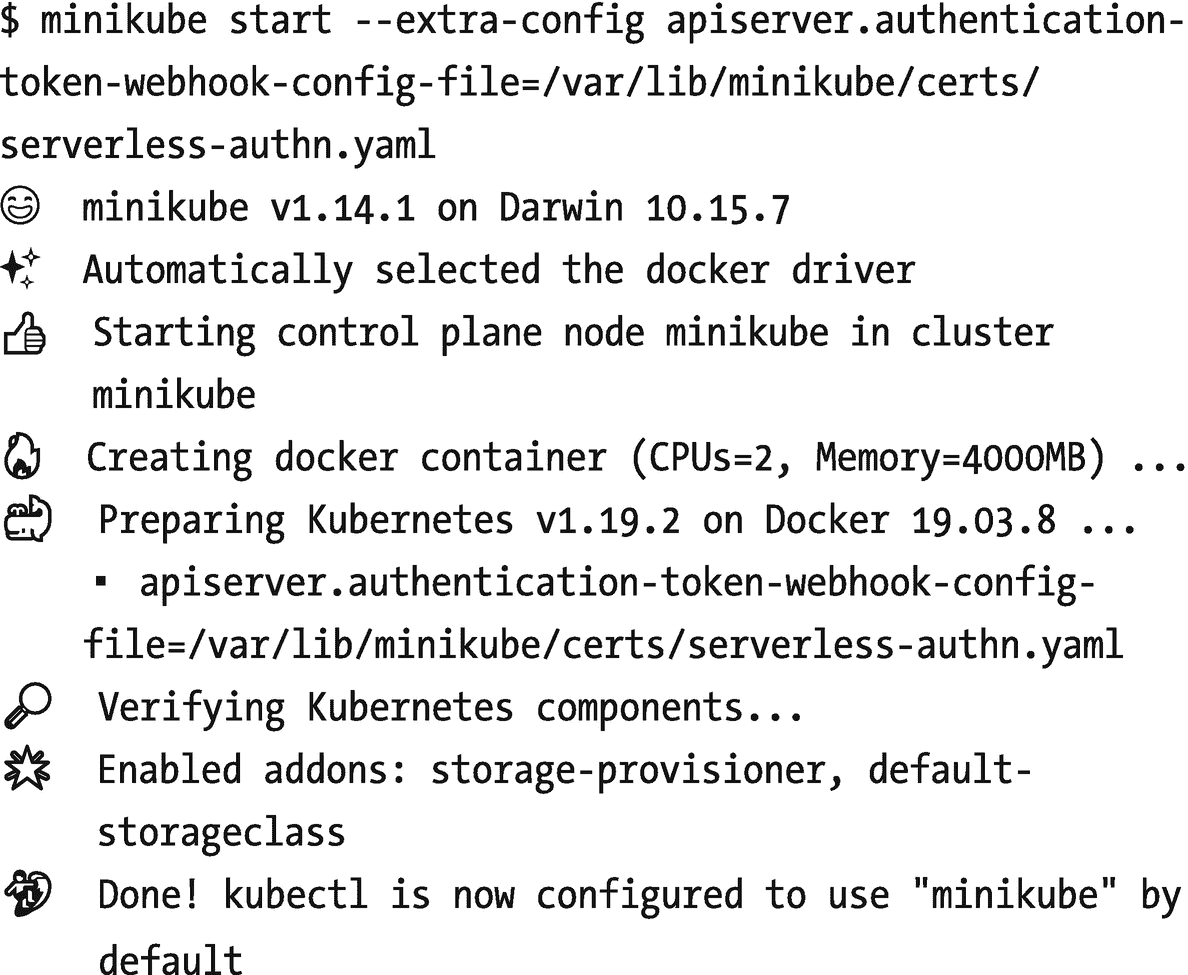 $ minikube start --extra-config apiserver.authentication-
token-webhook-config-file=/var/lib/minikube/certs/
serverless-authn.yaml
😄 minikube v1.14.1 on Darwin 10.15.7
✨ Automatically selected the docker driver
👍 Starting control plane node minikube in cluster
minikube
🔥 Creating docker container (CPUs=2, Memory=4000MB) ...
🐳 Preparing Kubernetes v1.19.2 on Docker 19.03.8 ...
▪ apiserver.authentication-token-webhook-config-
file=/var/lib/minikube/certs/serverless-authn.yaml
🔎 Verifying Kubernetes components...
🌟 Enabled addons: storage-provisioner, default-
storageclass
🏄 Done! kubectl is now configured to use "minikube" by
default